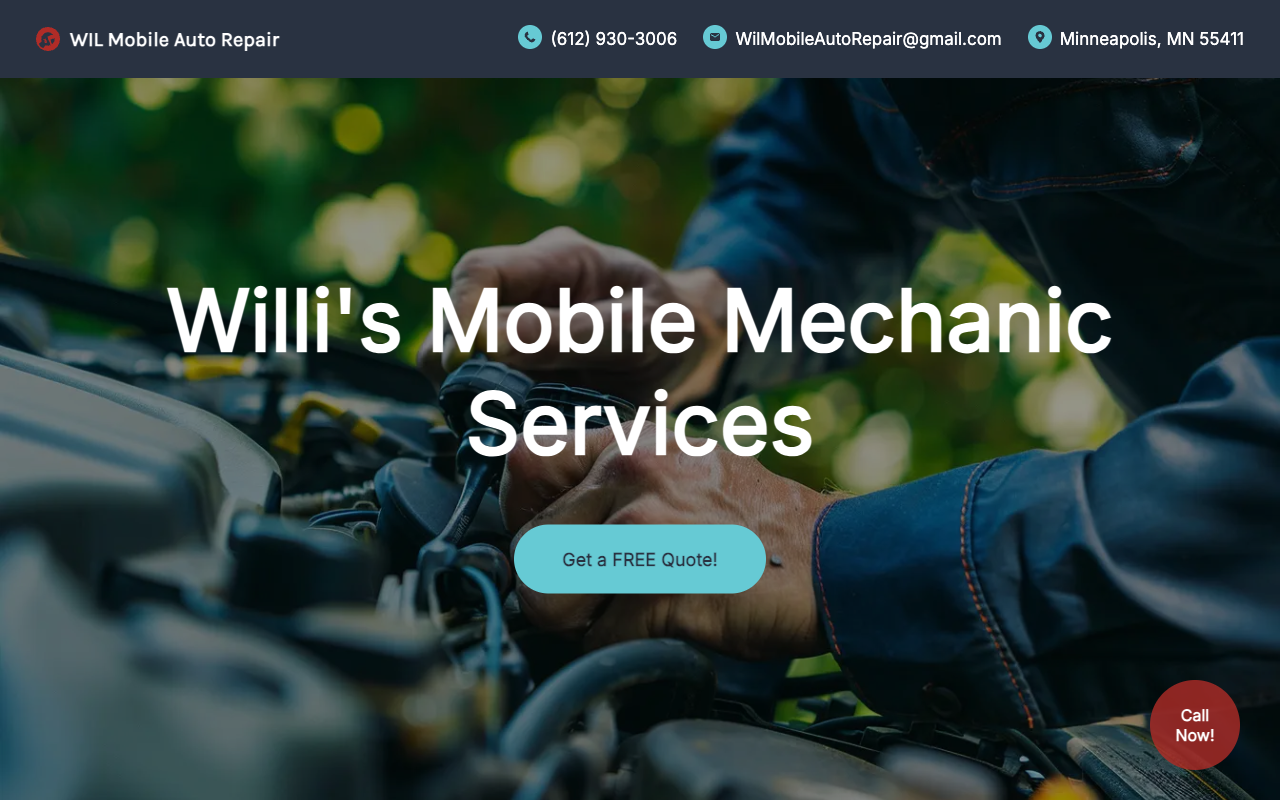 WIL Mobile Auto Repair
(612) 930-3006
WilMobileAutoRepair@gmail.com
Minneapolis, MN 55411
Willi's Mobile Mechanic
Services
Get a FREE Quote!
Call
Now!